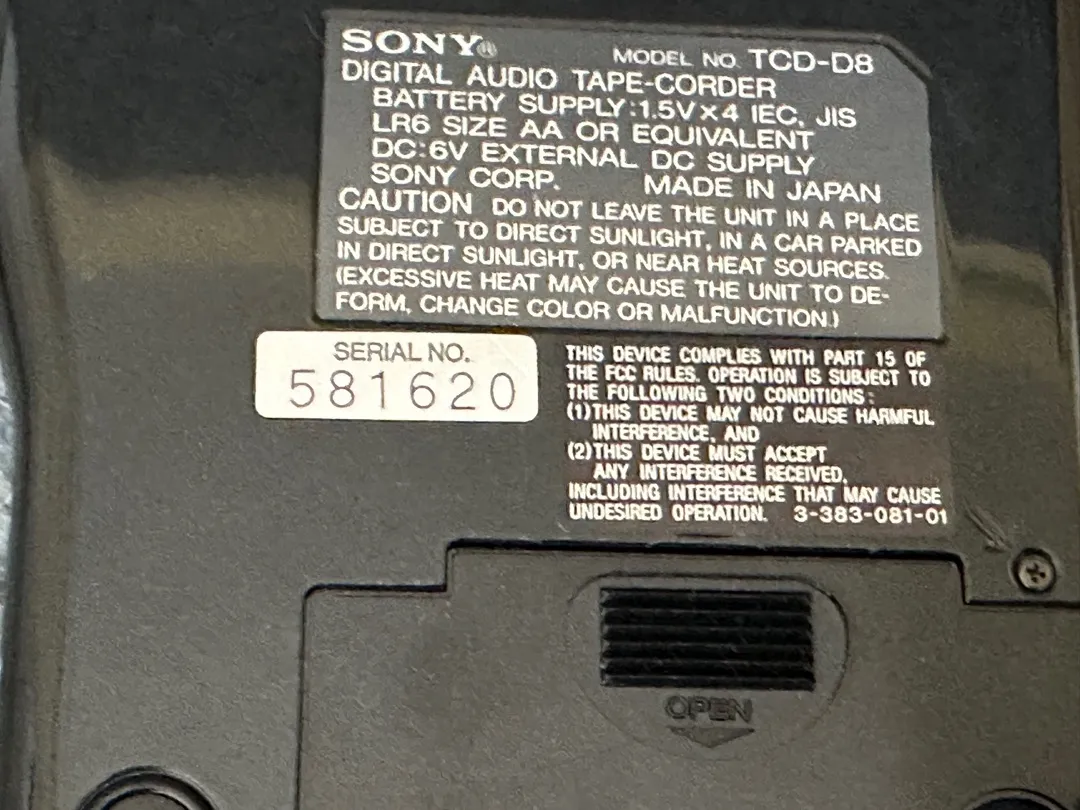 SONY®
MODEL NO. TCD-D8
DIGITAL AUDIO TAPE-CORDER
BATTERY SUPPLY:1.5V×4 IEC, JIS
LR6 SIZE AA OR EQUIVALENT
DC:6V EXTERNAL DC SUPPLY
SONY CORP. MADE IN JAPAN
CAUTION DO NOT LEAVE THE UNIT IN A PLACE
SUBJECT TO DIRECT SUNLIGHT, IN A CAR PARKED
IN DIRECT SUNLIGHT, OR NEAR HEAT SOURCES.
(EXCESSIVE HEAT MAY CAUSE THE UNIT TO DE-
FORM, CHANGE COLOR OR MALFUNCTION.)
SERIAL NO.
581620
THIS DEVICE COMPLIES WITH PART 15 OF
THE FCC RULES. OPERATION IS SUBJECT TO
THE FOLLOWING TWO CONDITIONS:
(1)THIS DEVICE MAY NOT CAUSE HARMFUL
INTERFERENCE, AND
(2)THIS DEVICE MUST ACCEPT
ANY INTERFERENCE RECEIVED,
INCLUDING INTERFERENCE THAT MAY CAUSE
UNDESIRED OPERATION. 3-383-081-01
OPEN